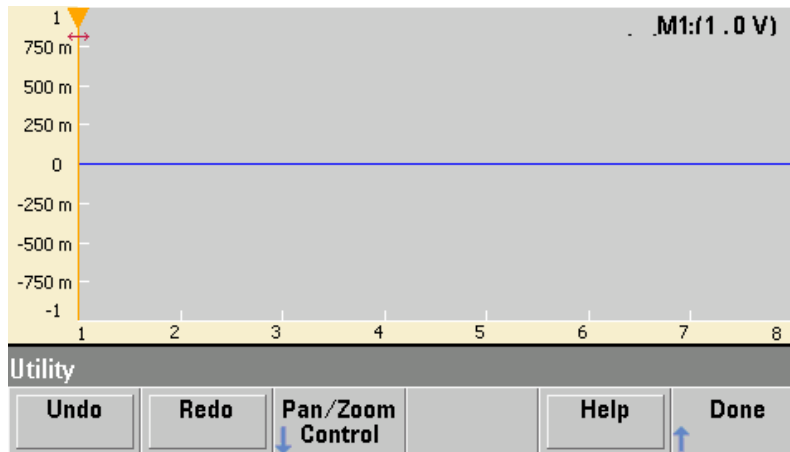 1
M1:(1.0 V)
750 m
500 m
250 m
0
-250 m
-500 m
-750 m
-1
1 2 3 4 5 6 7 8
Utility
Undo Redo Pan/Zoom Control Help Done